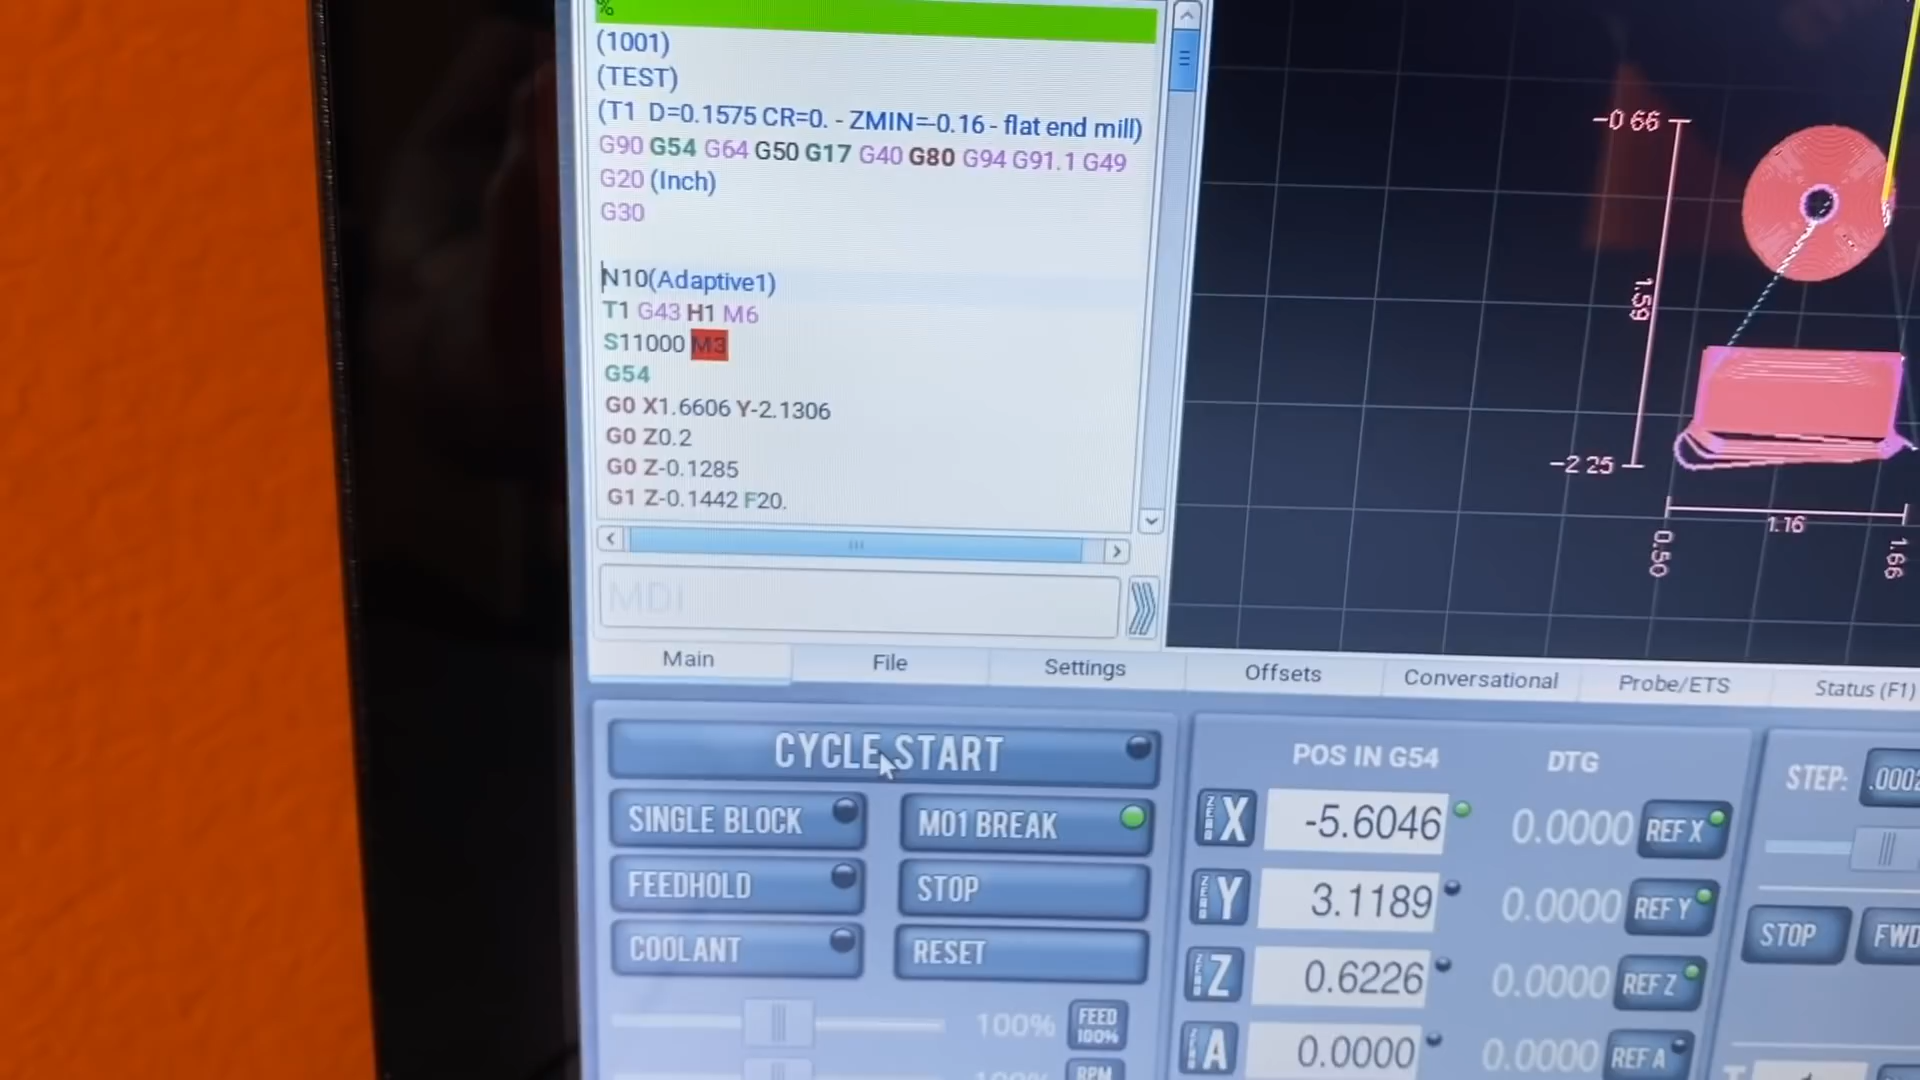 %
(1001)
(TEST)
(T1 D=0.1575 CR=0. - ZMIN=-0.16 - flat end mill)
G90 G54 G64 G50 G17 G40 G80 G94 G91.1 G49
G20 (Inch)
G30
N10(Adaptive1)
T1 G43 H1 M6
S11000 M3
G54
G0 X1.6606 Y-2.1306
G0 Z0.2
G0 Z-0.1285
G1 Z-0.1442 F20.
MDI
-0.66
1.59
-2.25
1.16
0.50
1.66
Main File Settings Offsets Conversational Probe/ETS Status (F1)
CYCLE START
SINGLE BLOCK M01 BREAK
FEEDHOLD STOP
COOLANT RESET
100% FEED 100%
RPM
POS IN G54 DTG
ZERO X -5.6046 0.0000 REF X
ZERO Y 3.1189 0.0000 REF Y
ZERO Z 0.6226 0.0000 REF Z
A 0.0000 0.0000 REF A
STEP:
STOP FWD